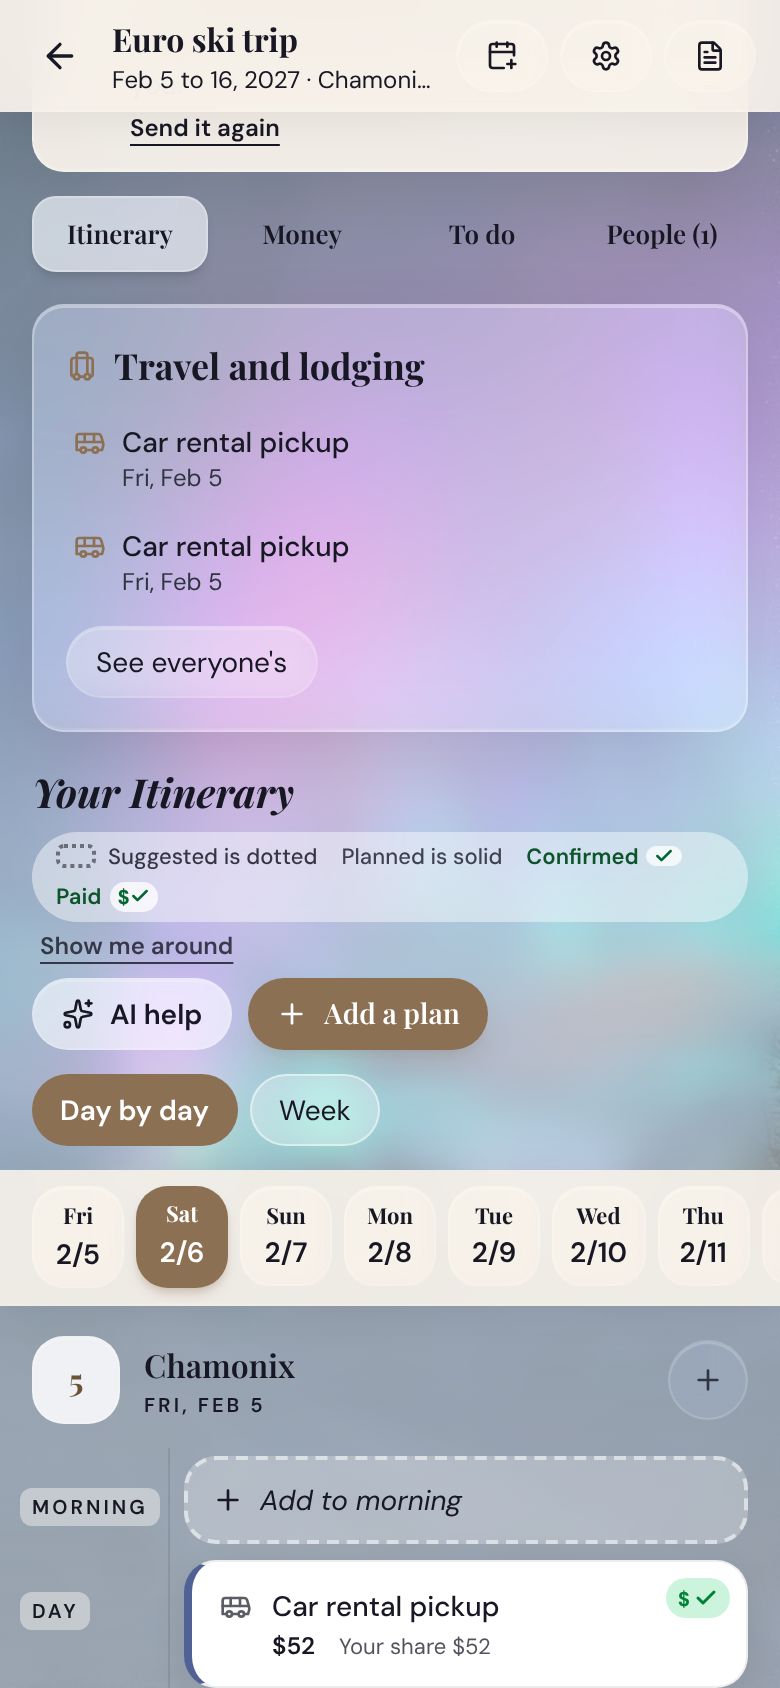 Euro ski trip
Feb 5 to 16, 2027 · Chamoni...
Send it again
Itinerary Money To do People (1)
Travel and lodging
Car rental pickup
Fri, Feb 5
Car rental pickup
Fri, Feb 5
See everyone's
Your Itinerary
Suggested is dotted Planned is solid Confirmed
Paid $
Show me around
AI help + Add a plan
Day by day Week
Fri Sat Sun Mon Tue Wed Thu
2/5 2/6 2/7 2/8 2/9 2/10 2/11
5 Chamonix
FRI, FEB 5
MORNING + Add to morning
DAY Car rental pickup $
$52 Your share $52